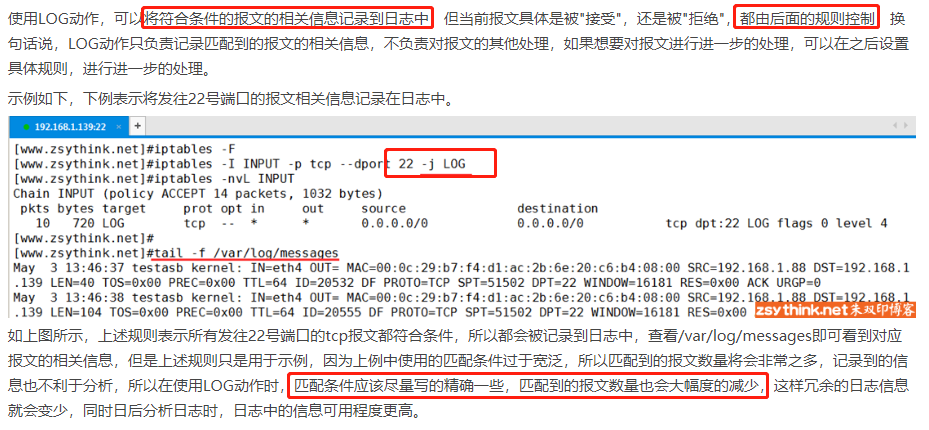 使用LOG动作，可以将符合条件的报文的相关信息记录到日志中 但当前报文具体是被"接受"，还是被"拒绝"，都由后面的规则控制 换
句话说，LOG动作只负责记录匹配到的报文的相关信息，不负责对报文的其他处理，如果想要对报文进行进一步的处理，可以在之后设置
具体规则，进行进一步的处理。
示例如下，下例表示将发往22号端口的报文相关信息记录在日志中。
192.168.1.139:22 × +
[www.zsythink.net]#iptables -F
[www.zsythink.net]#iptables -I INPUT -p tcp --dport 22 -j LOG
[www.zsythink.net]#iptables -nvL INPUT
Chain INPUT (policy ACCEPT 14 packets, 1032 bytes)
pkts bytes target prot opt in out source destination
10 720 LOG tcp -- * * 0.0.0.0/0 0.0.0.0/0 tcp dpt:22 LOG flags 0 level 4
[www.zsythink.net]#
[www.zsythink.net]#tail -f /var/log/messages
May 3 13:46:37 testasb kernel: IN=eth4 OUT= MAC=00:0c:29:b7:f4:d1:ac:2b:6e:20:c6:b4:08:00 SRC=192.168.1.88 DST=192.168.1
.139 LEN=40 TOS=0x00 PREC=0x00 TTL=64 ID=20532 DF PROTO=TCP SPT=51502 DPT=22 WINDOW=16181 RES=0x00 ACK URGP=0
May 3 13:46:38 testasb kernel: IN=eth4 OUT= MAC=00:0c:29:b7:f4:d1:ac:2b:6e:20:c6:b4:08:00 SRC=192.168.1.88 DST=192.168.1
.139 LEN=104 TOS=0x00 PREC=0x00 TTL=64 ID=20555 DF PROTO=TCP SPT=51502 DPT=22 WINDOW=16181 RES=0x00
zsythink.net朱双印博客
如上图所示，上述规则表示所有发往22号端口的tcp报文都符合条件，所以都会被记录到日志中，查看/var/log/messages即可看到对应
报文的相关信息，但是上述规则只是用于示例，因为上例中使用的匹配条件过于宽泛，所以匹配到的报文数量将会非常之多，记录到的信
息也不利于分析，所以在使用LOG动作时，匹配条件应该尽量写的精确一些，匹配到的报文数量也会大幅度的减少，这样冗余的日志信息
就会变少，同时日后分析日志时，日志中的信息可用程度更高。